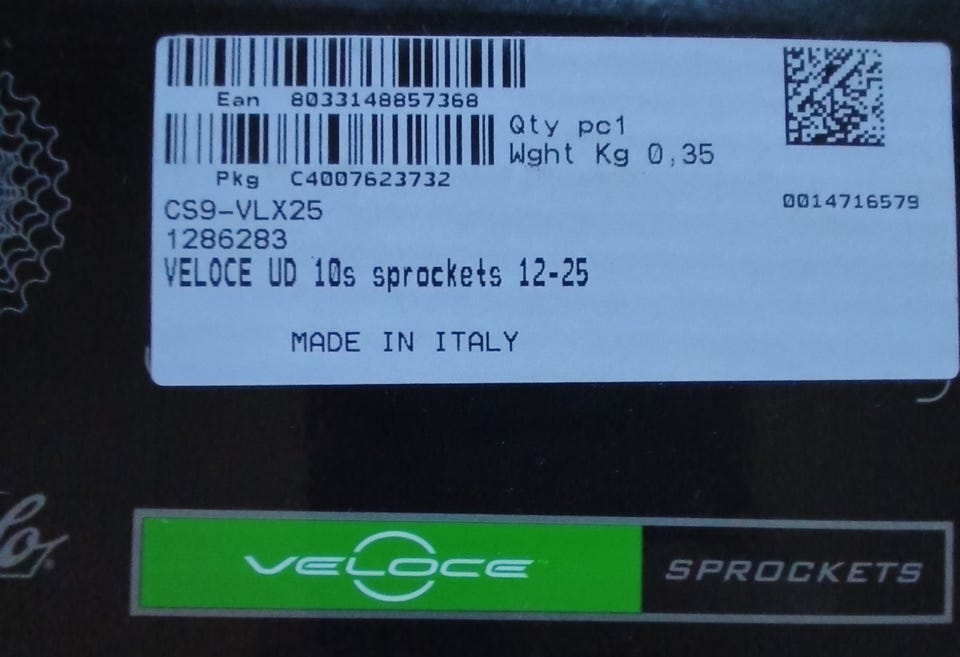 Ean 8033148857368
Qty pc1
Wght Kg 0,35
Pkg C4007623732
0014716579
CS9-VLX25
1286283
VELOCE UD 10s sprockets 12-25
MADE IN ITALY
lo
VELOCE SPROCKETS